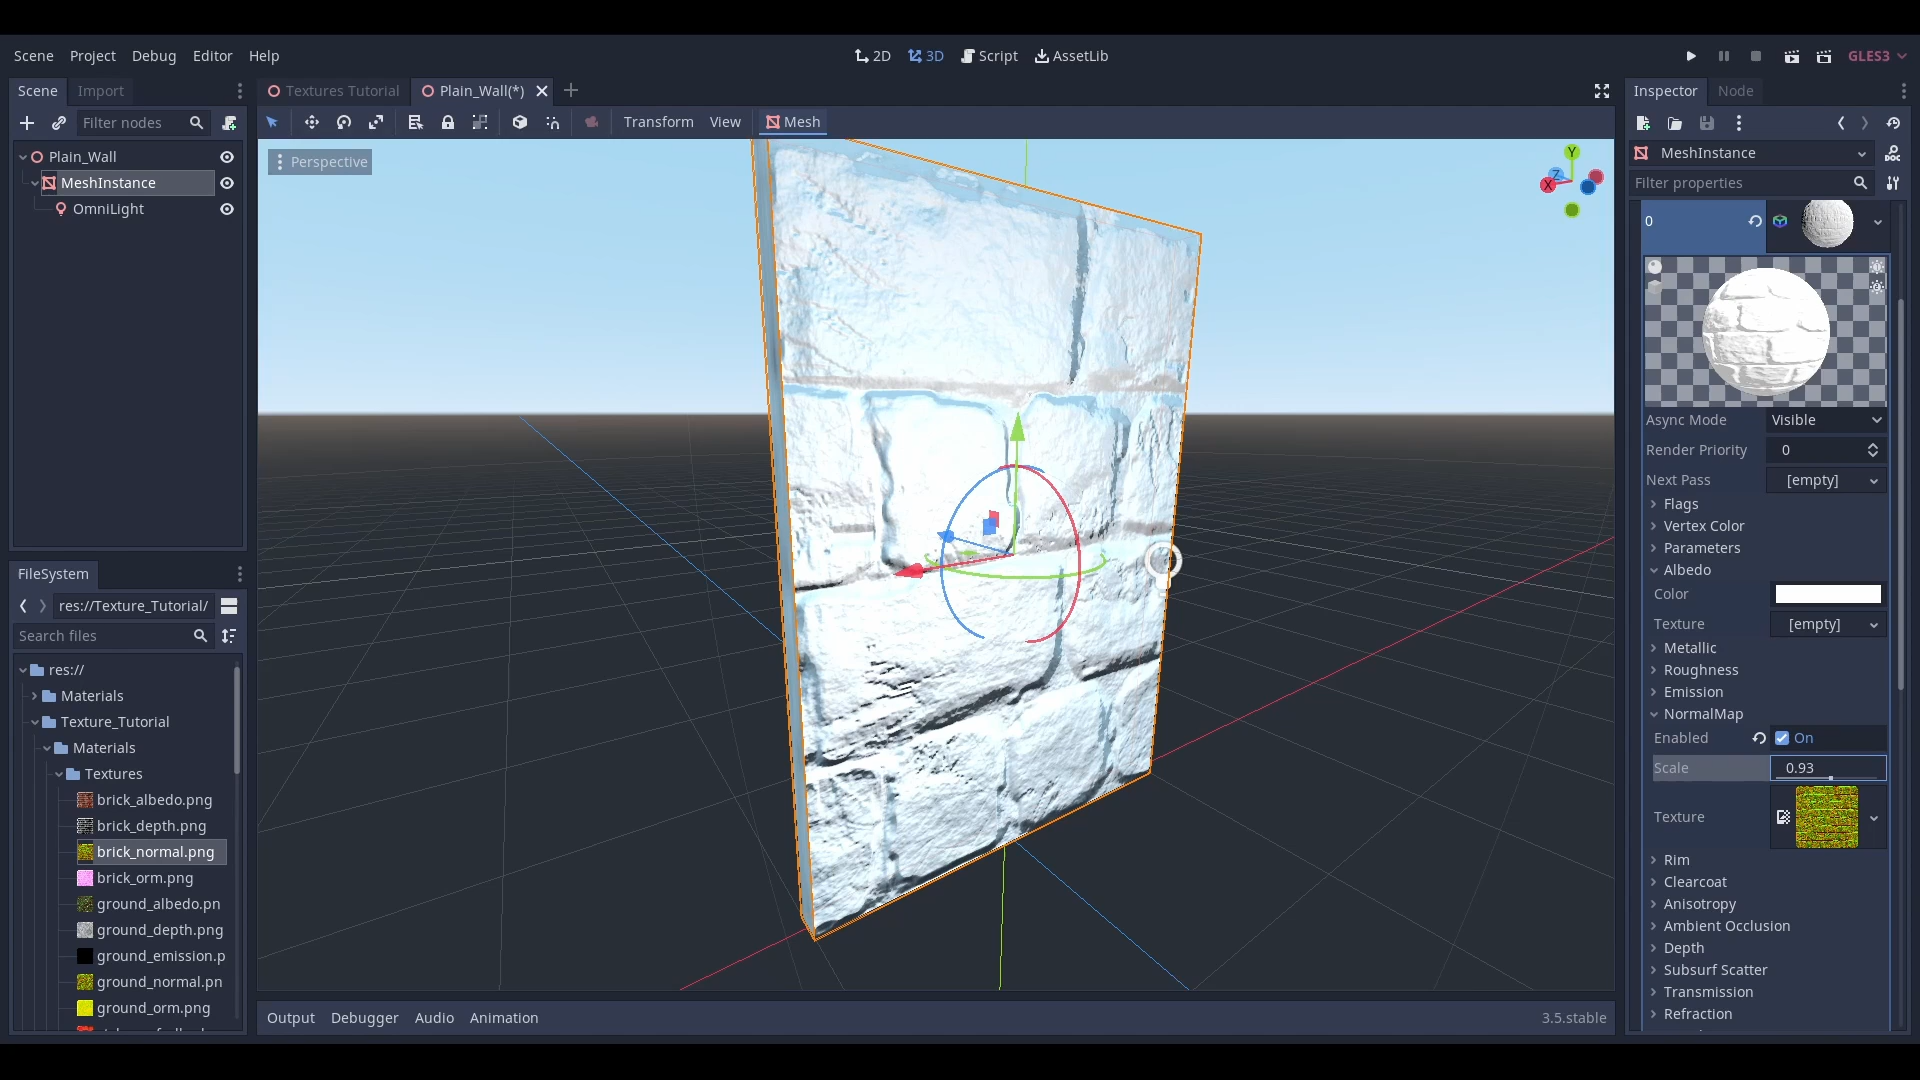 Scene Project Debug Editor Help
2D 3D Script AssetLib
GLES3
Scene Import
Filter nodes
Plain_Wall
MeshInstance
OmniLight
FileSystem
res://Texture_Tutorial/
Search files
res://
Materials
Texture_Tutorial
Materials
Textures
brick_albedo.png
brick_depth.png
brick_normal.png
brick_orm.png
ground_albedo.pn
ground_depth.png
ground_emission.p
ground_normal.pn
ground_orm.png
Textures Tutorial Plain_Wall(*)
Transform View Mesh
Perspective
Y
Z
X
Output Debugger Audio Animation 3.5.stable
Inspector Node
MeshInstance
Filter properties
0
Async Mode Visible
Render Priority 0
Next Pass [empty]
Flags
Vertex Color
Parameters
Albedo
Color
Texture [empty]
Metallic
Roughness
Emission
NormalMap
Enabled On
Scale 0.93
Texture
Rim
Clearcoat
Anisotropy
Ambient Occlusion
Depth
Subsurf Scatter
Transmission
Refraction